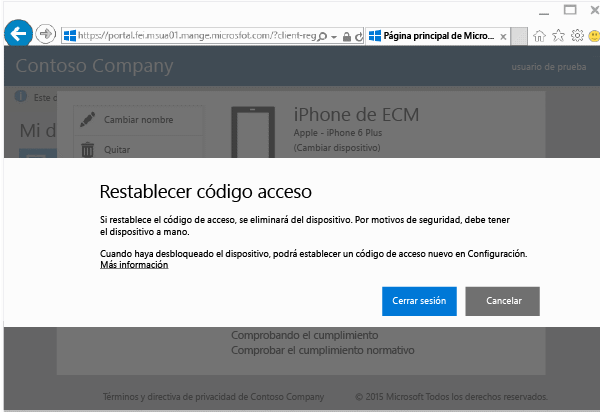 https://portal.fei.msua01.mange.microsfot.com/?client-reg
Página principal de Micro...
Contoso Company
usuario de prueba
Este d
Mi d
Cambiar nombre
Quitar
iPhone de ECM
Apple - iPhone 6 Plus
(Cambiar dispositivo)
Restablecer código acceso
Si restablece el código de acceso, se eliminará del dispositivo. Por motivos de seguridad, debe tener
el dispositivo a mano.
Cuando haya desbloqueado el dispositivo, podrá establecer un código de acceso nuevo en Configuración.
Más información
Cerrar sesión
Cancelar
Comprobando el cumplimiento
Comprobar el cumplimiento normativo
Términos y directiva de privacidad de Contoso Company
© 2015 Microsoft Todos los derechos reservados.